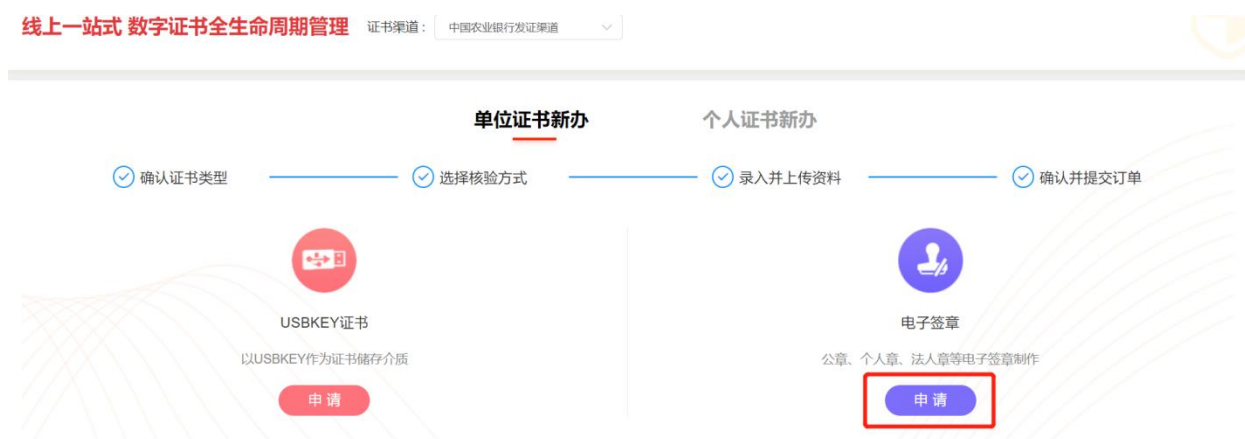 线上一站式 数字证书全生命周期管理 证书渠道： 中国农业银行发证渠道
单位证书新办 个人证书新办
确认证书类型 选择核验方式 录入并上传资料 确认并提交订单
USBKEY证书 电子签章
以USBKEY作为证书储存介质 公章、个人章、法人章等电子签章制作
申请 申请